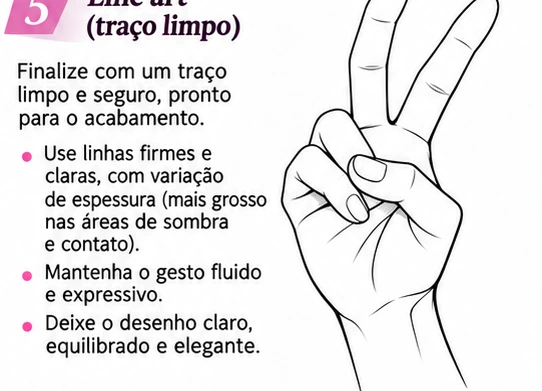 5
Line art
(traço limpo)
Finalize com um traço
limpo e seguro, pronto
para o acabamento.
• Use linhas firmes e
claras, com variação
de espessura (mais grosso
nas áreas de sombra
e contato).
• Mantenha o gesto fluido
e expressivo.
• Deixe o desenho claro,
equilibrado e elegante.